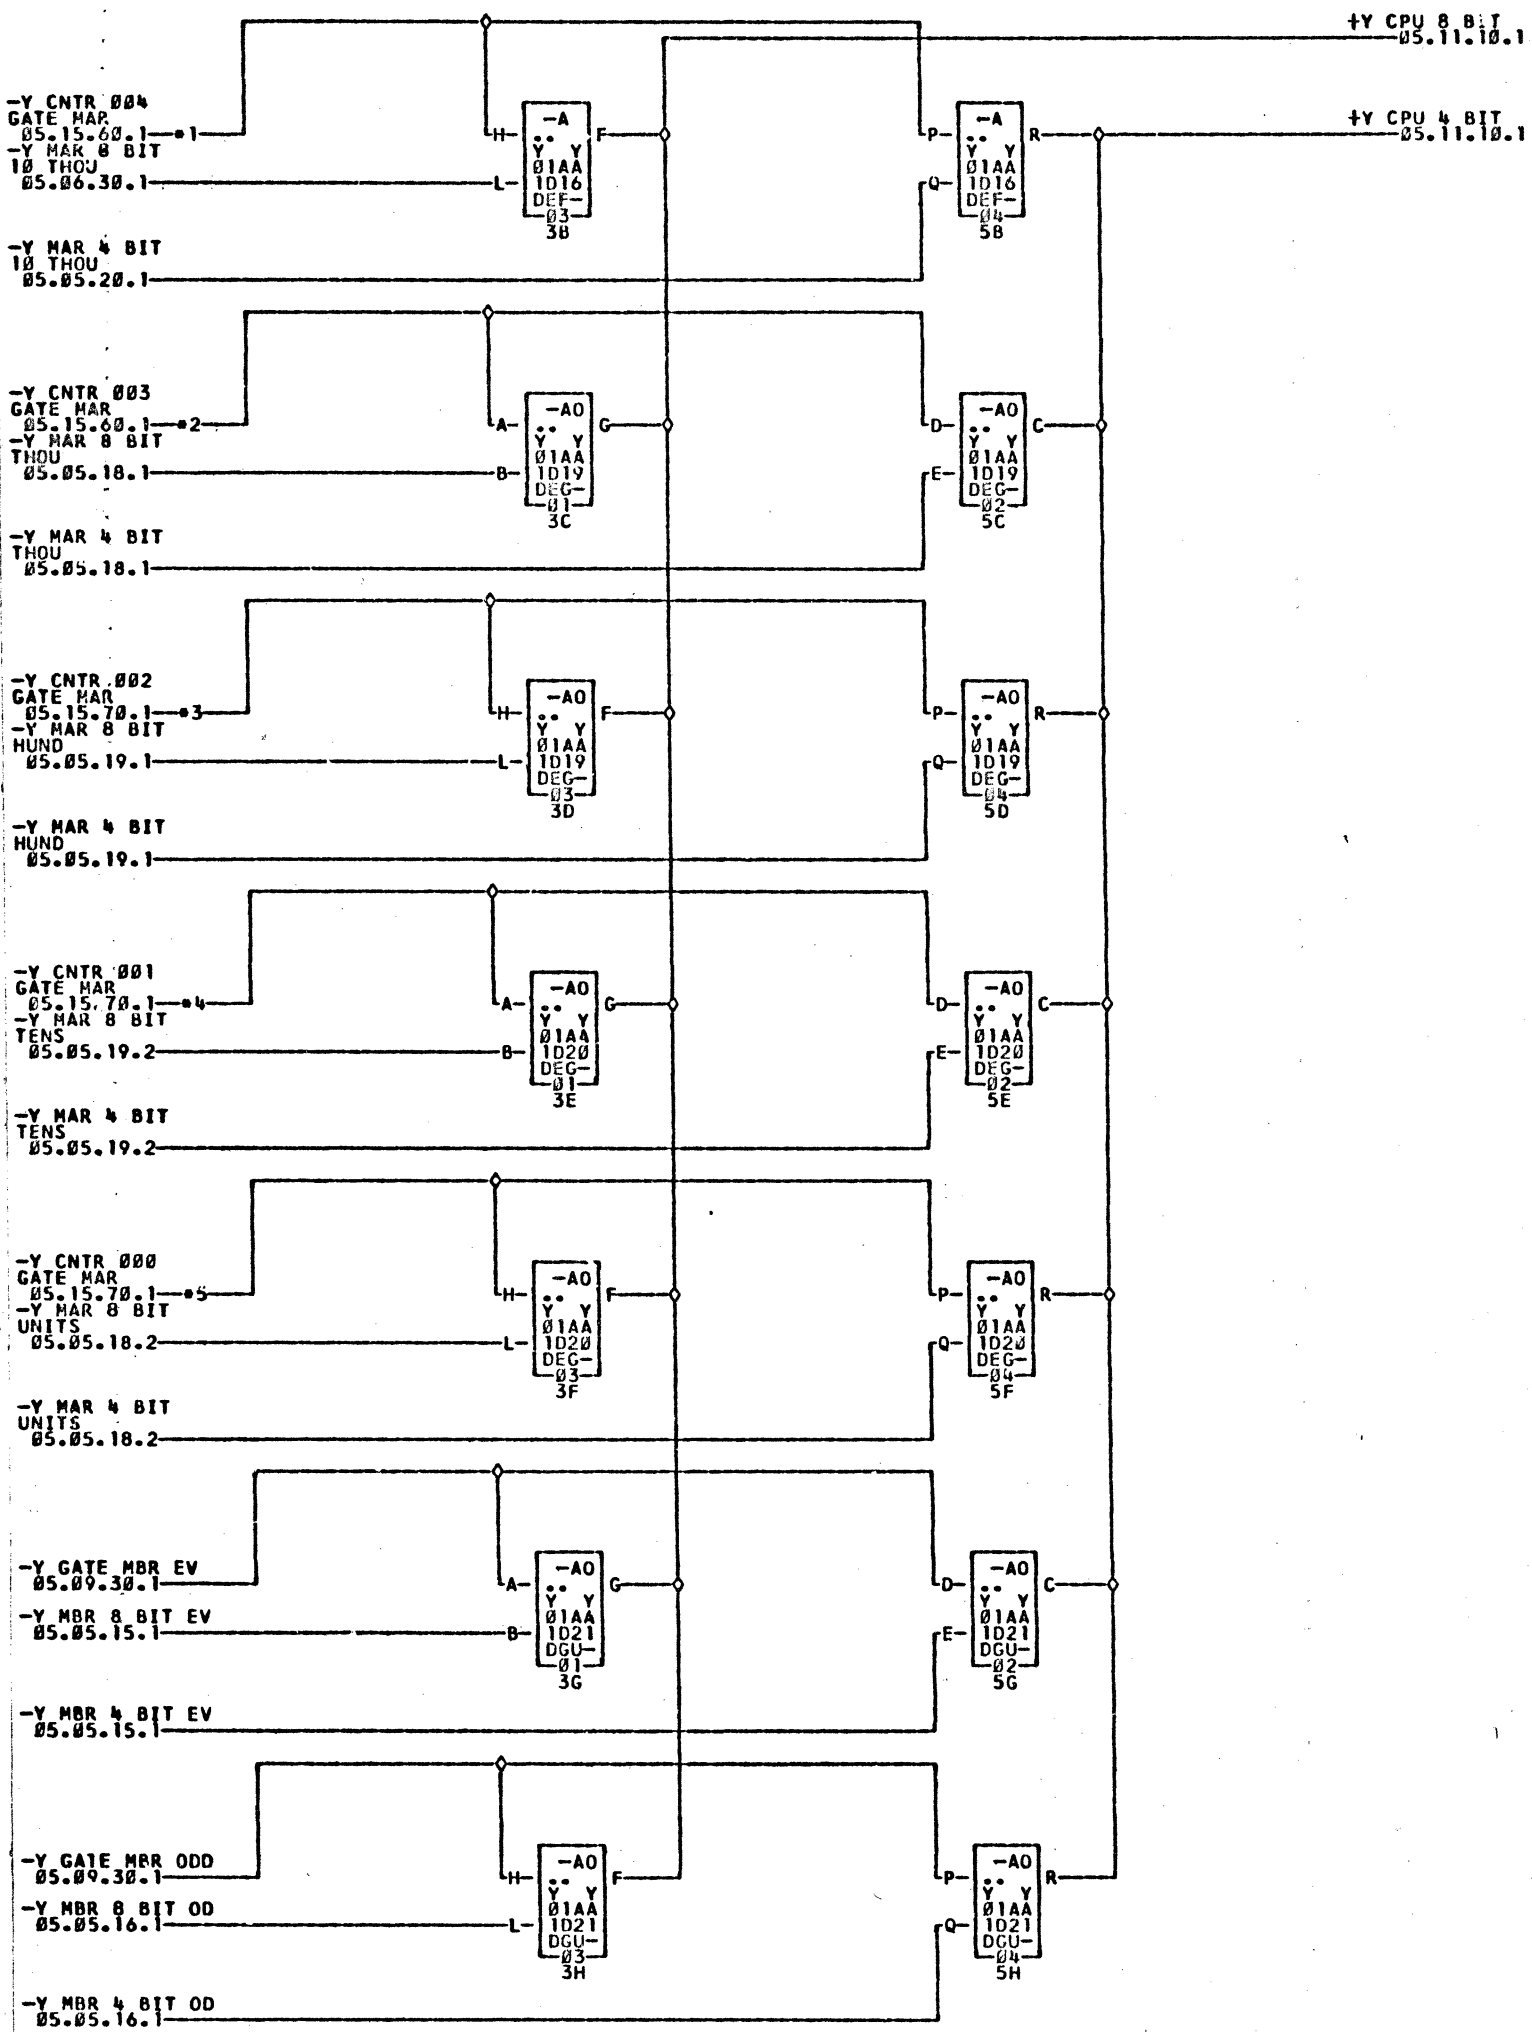 +Y CPU 8 BIT
05.11.10.1
-Y CNTR 004
GATE MAR
05.15.60.1 *1
-Y MAR 8 BIT
10 THOU
05.06.30.1
H -A F
L
.. 
Y Y
01AA
1D16
DEF-
03
3B
P -A R
Q
..
Y Y
01AA
1D16
DEF-
04
5B
+Y CPU 4 BIT
05.11.10.1
-Y MAR 4 BIT
10 THOU
05.05.20.1
-Y CNTR 003
GATE MAR
05.15.60.1 *2
-Y MAR 8 BIT
THOU
05.05.18.1
A -AO G
B
..
Y Y
01AA
1D19
DEG-
01
3C
D -AO C
E
..
Y Y
01AA
1D19
DEG-
02
5C
-Y MAR 4 BIT
THOU
05.05.18.1
-Y CNTR 002
GATE MAR
05.15.70.1 *3
-Y MAR 8 BIT
HUND
05.05.19.1
H -AO F
L
..
Y Y
01AA
1D19
DEG-
03
3D
P -AO R
Q
..
Y Y
01AA
1D19
DEG-
04
5D
-Y MAR 4 BIT
HUND
05.05.19.1
-Y CNTR 001
GATE MAR
05.15.70.1 *4
-Y MAR 8 BIT
TENS
05.05.19.2
A -AO G
B
..
Y Y
01AA
1D20
DEG-
01
3E
D -AO C
E
..
Y Y
01AA
1D20
DEG-
02
5E
-Y MAR 4 BIT
TENS
05.05.19.2
-Y CNTR 000
GATE MAR
05.15.70.1 *5
-Y MAR 8 BIT
UNITS
05.05.18.2
H -AO F
L
..
Y Y
01AA
1D20
DEG-
03
3F
P -AO R
Q
..
Y Y
01AA
1D20
DEG-
04
5F
-Y MAR 4 BIT
UNITS
05.05.18.2
-Y GATE MBR EV
05.09.30.1
-Y MBR 8 BIT EV
05.05.15.1
A -AO G
B
..
Y Y
01AA
1D21
DGU-
01
3G
D -AO C
E
..
Y Y
01AA
1D21
DGU-
02
5G
-Y MBR 4 BIT EV
05.05.15.1
-Y GATE MBR ODD
05.09.30.1
-Y MBR 8 BIT OD
05.05.16.1
H -AO F
L
..
Y Y
01AA
1D21
DGU-
03
3H
P -AO R
Q
..
Y Y
01AA
1D21
DGU-
04
5H
-Y MBR 4 BIT OD
05.05.16.1